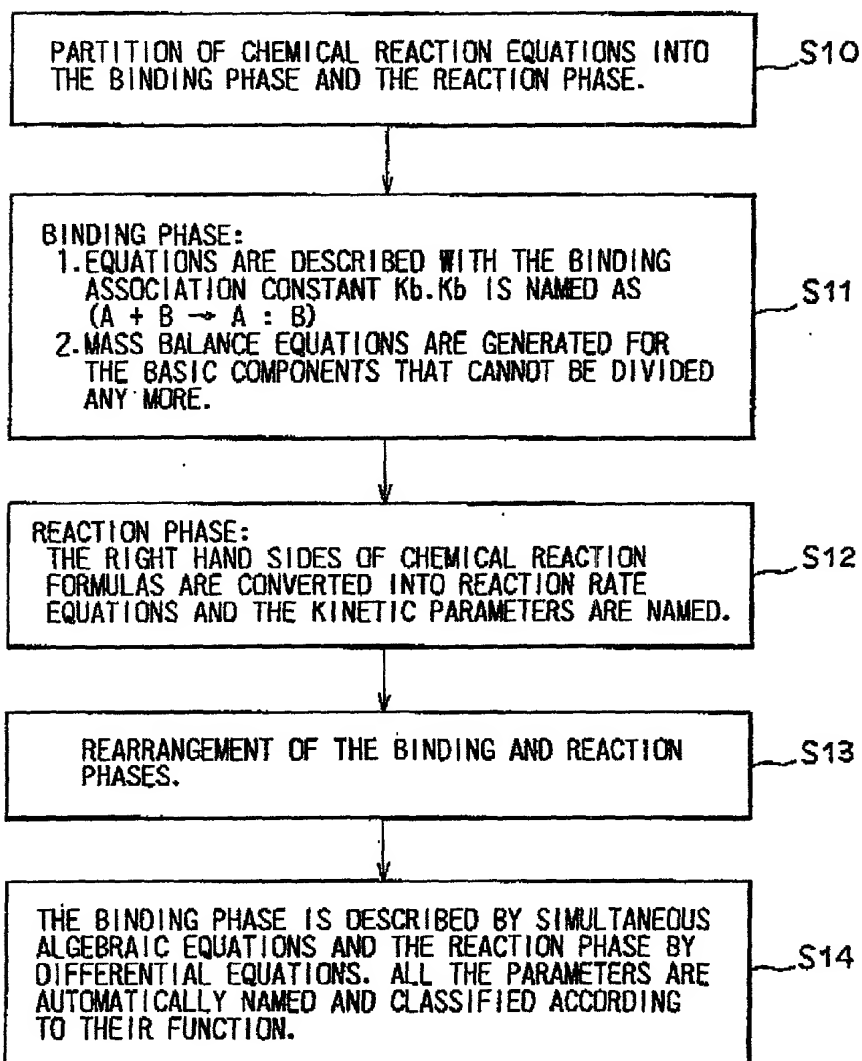 PARTITION OF CHEMICAL REACTION EQUATIONS INTO
THE BINDING PHASE AND THE REACTION PHASE.
S10
BINDING PHASE:
1.EQUATIONS ARE DESCRIBED WITH THE BINDING
ASSOCIATION CONSTANT Kb.Kb IS NAMED AS
(A + B → A : B)
2.MASS BALANCE EQUATIONS ARE GENERATED FOR
THE BASIC COMPONENTS THAT CANNOT BE DIVIDED
ANY MORE.
S11
REACTION PHASE:
THE RIGHT HAND SIDES OF CHEMICAL REACTION
FORMULAS ARE CONVERTED INTO REACTION RATE
EQUATIONS AND THE KINETIC PARAMETERS ARE NAMED.
S12
REARRANGEMENT OF THE BINDING AND REACTION
PHASES.
S13
THE BINDING PHASE IS DESCRIBED BY SIMULTANEOUS
ALGEBRAIC EQUATIONS AND THE REACTION PHASE BY
DIFFERENTIAL EQUATIONS. ALL THE PARAMETERS ARE
AUTOMATICALLY NAMED AND CLASSIFIED ACCORDING
TO THEIR FUNCTION.
S14